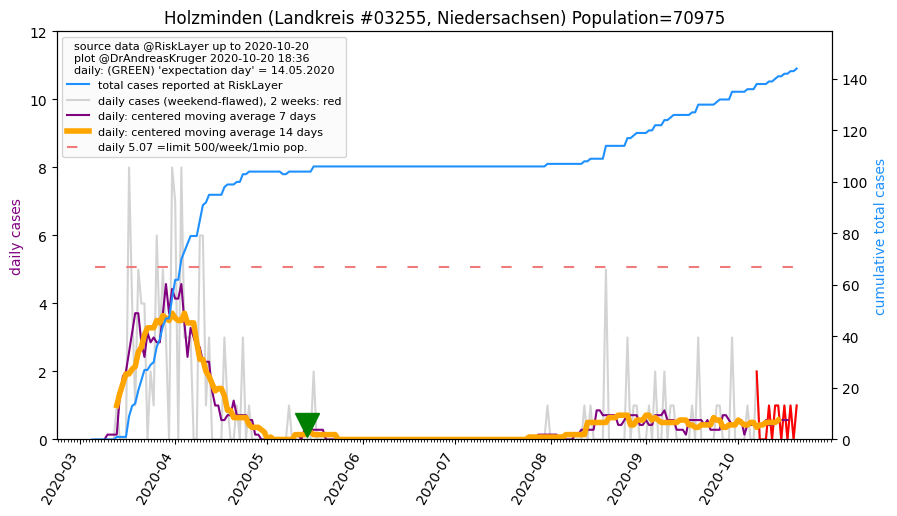 Holzminden (Landkreis #03255, Niedersachsen) Population=70975
source data @RiskLayer up to 2020-10-20
plot @DrAndreasKruger 2020-10-20 18:36
daily: (GREEN) 'expectation day' = 14.05.2020
total cases reported at RiskLayer
daily cases (weekend-flawed), 2 weeks: red
daily: centered moving average 7 days
daily: centered moving average 14 days
daily 5.07 =limit 500/week/1mio pop.
daily cases
12
10
8
6
4
2
0
140
120
100
80
60
40
20
0
cumulative total cases
2020-03
2020-04
2020-05
2020-06
2020-07
2020-08
2020-09
2020-10